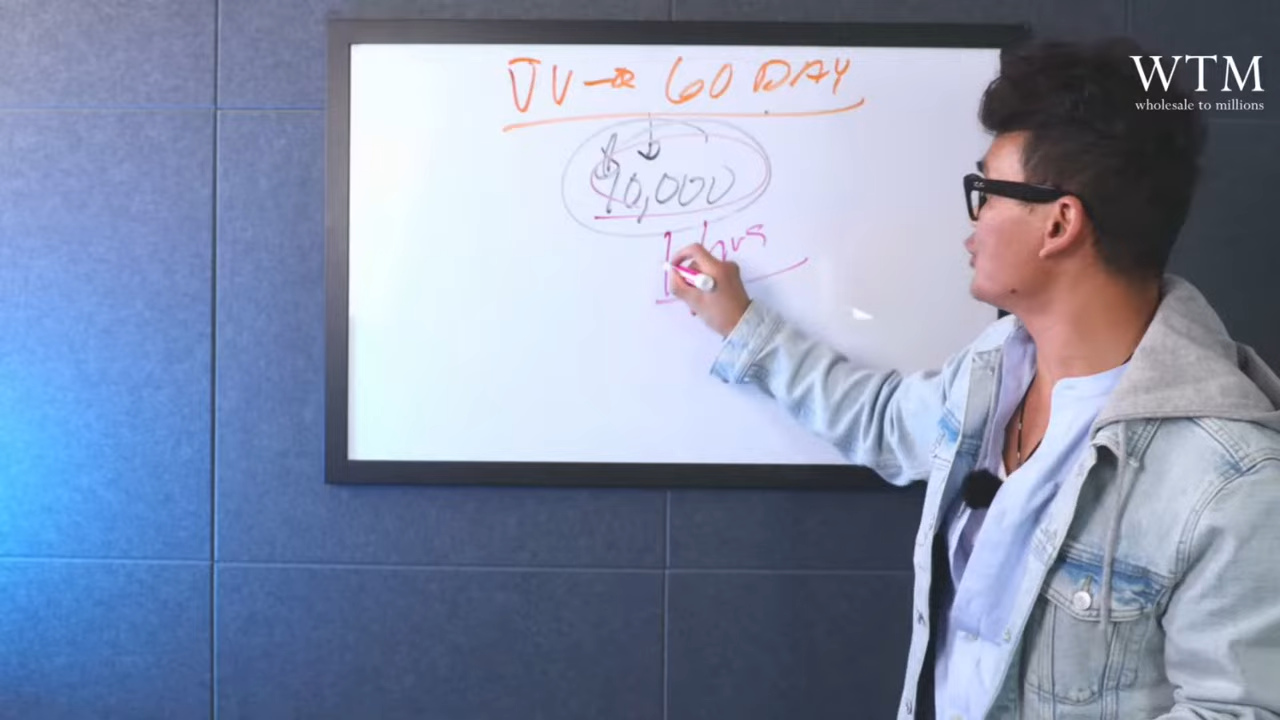 JV → 60 DAY
$10,000
hrs
WTM
wholesale to millions